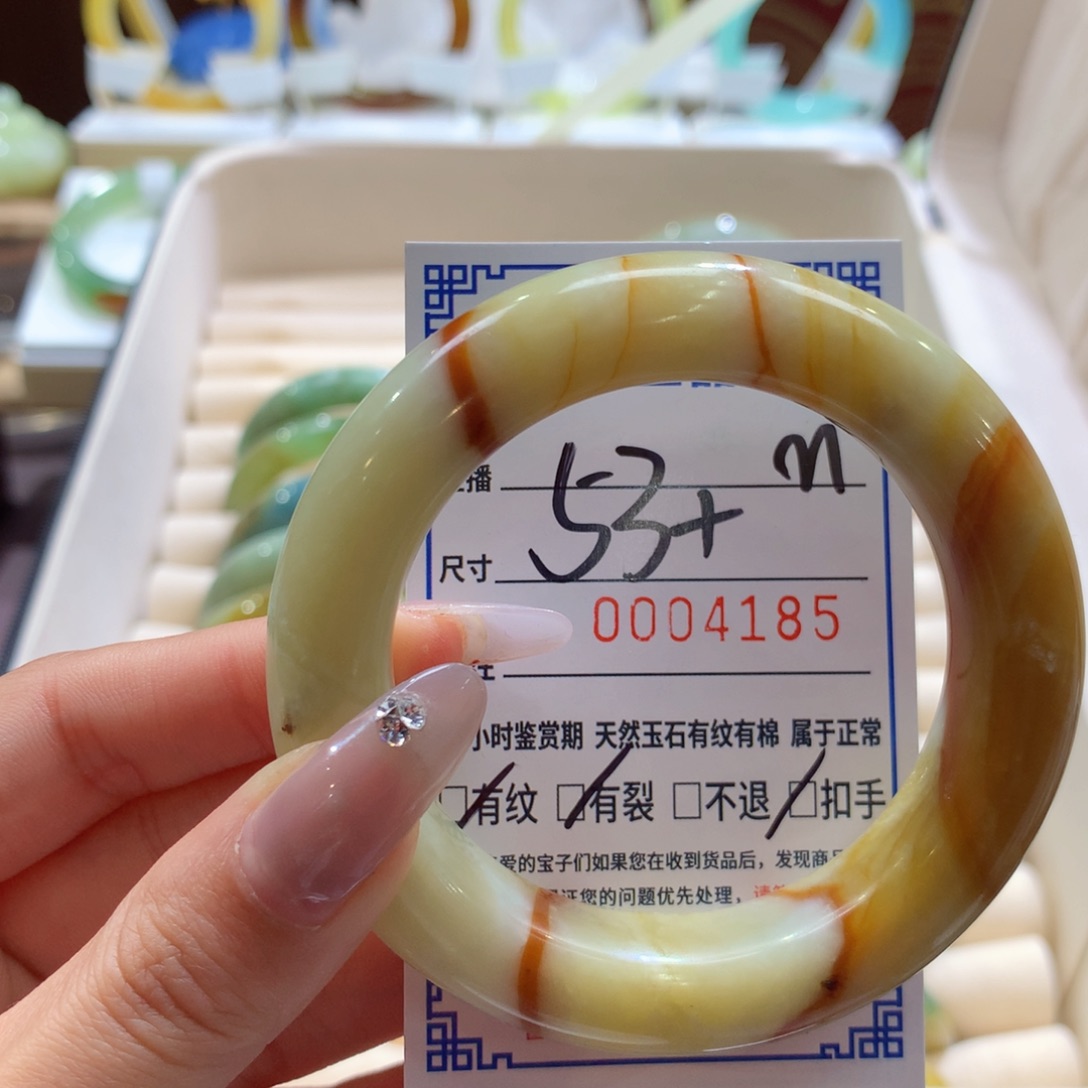 播 m
尺寸 53+
0004185
小时鉴赏期 天然玉石有纹有棉 属于正常
□有纹 □有裂 □不退 □扣手
爱的宝子们如果您在收到货品后，发现商
证您的问题优先处理，请